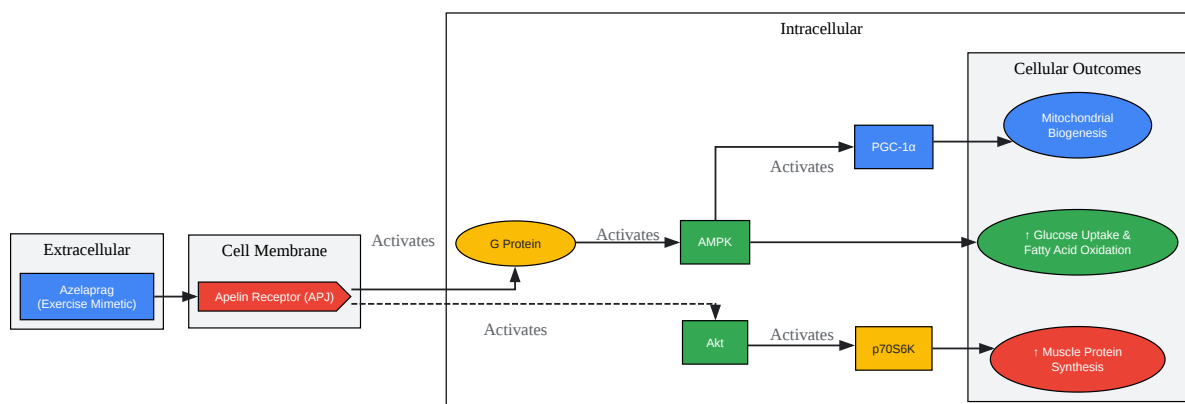 Intracellular
Cellular Outcomes
Mitochondrial
Biogenesis
PGC-1α
Activates
Extracellular
Cell Membrane
Activates
G Protein
Activates
AMPK
↑ Glucose Uptake &
Fatty Acid Oxidation
Azelaprag
(Exercise Mimetic)
Apelin Receptor (APJ)
Activates
Akt
Activates
p70S6K
↑ Muscle Protein
Synthesis